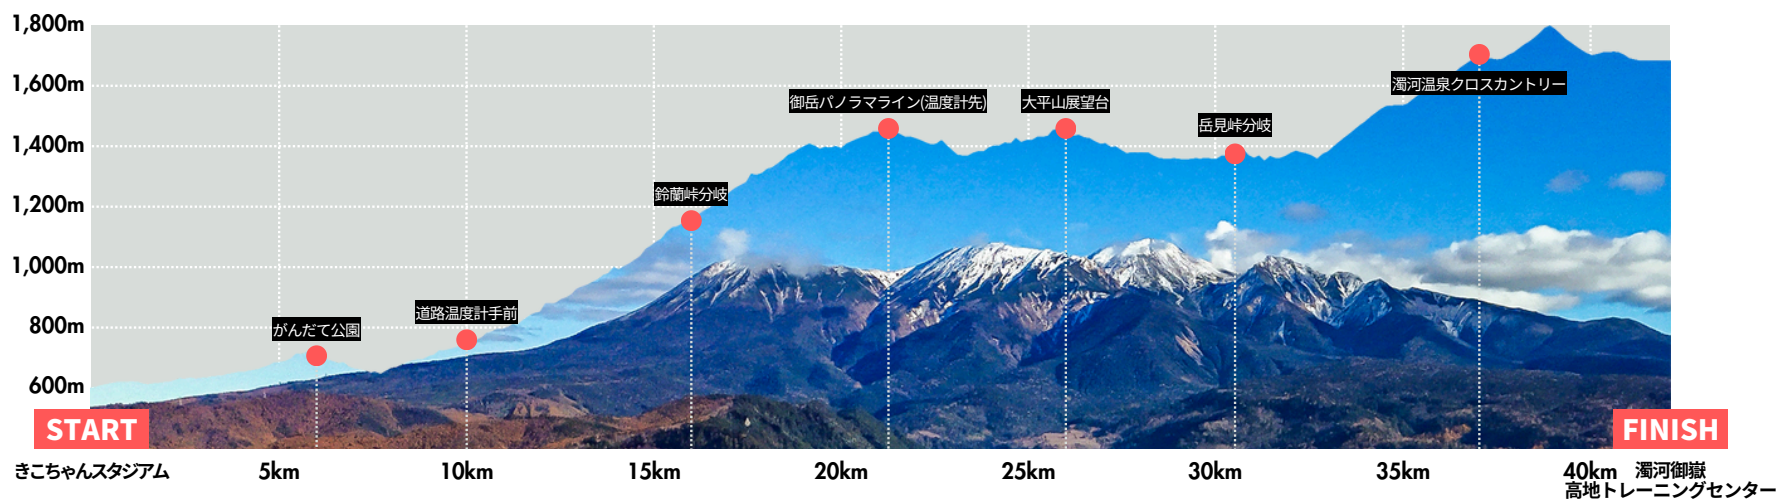 1,800m
1,600m
1,400m
1,200m
1,000m
800m
600m
濁河温泉クロスカントリー
御岳パノラマライン(温度計先)
大平山展望台
岳見峠分岐
鈴蘭峠分岐
道路温度計手前
がんだて公園
START
FINISH
きこちゃんスタジアム
5km
10km
15km
20km
25km
30km
35km
40km
濁河御嶽
高地トレーニングセンター